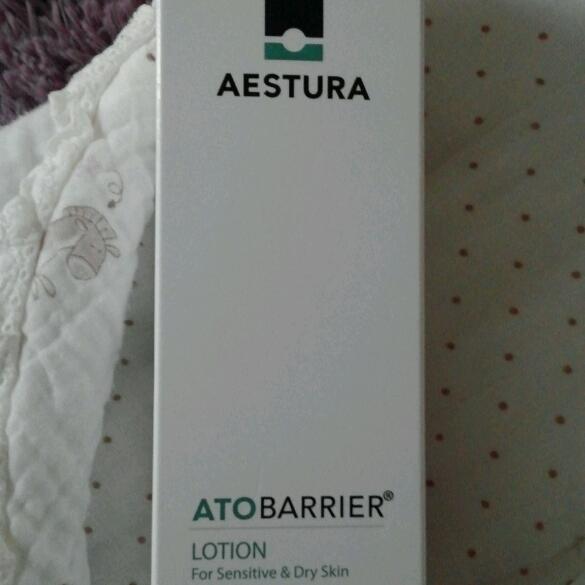 AESTURA
ATOBARRIER®
LOTION
For Sensitive & Dry Skin